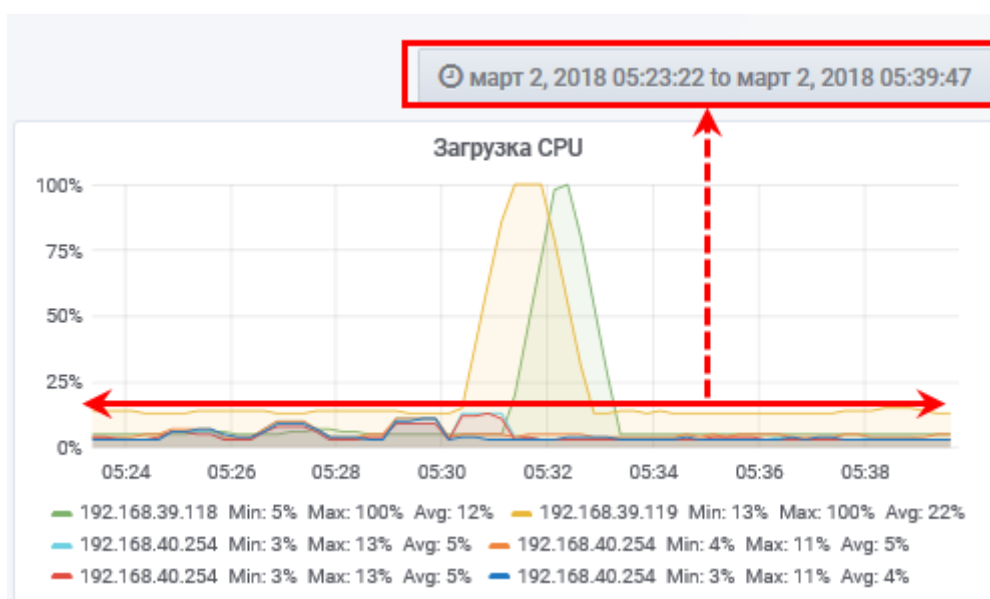 март 2, 2018 05:23:22 to март 2, 2018 05:39:47
Загрузка CPU
100%
75%
50%
25%
0%
05:24 05:26 05:28 05:30 05:32 05:34 05:36 05:38
192.168.39.118 Min: 5% Max: 100% Avg: 12% 192.168.39.119 Min: 13% Max: 100% Avg: 22%
192.168.40.254 Min: 3% Max: 13% Avg: 5% 192.168.40.254 Min: 4% Max: 11% Avg: 5%
192.168.40.254 Min: 3% Max: 13% Avg: 5% 192.168.40.254 Min: 3% Max: 11% Avg: 4%